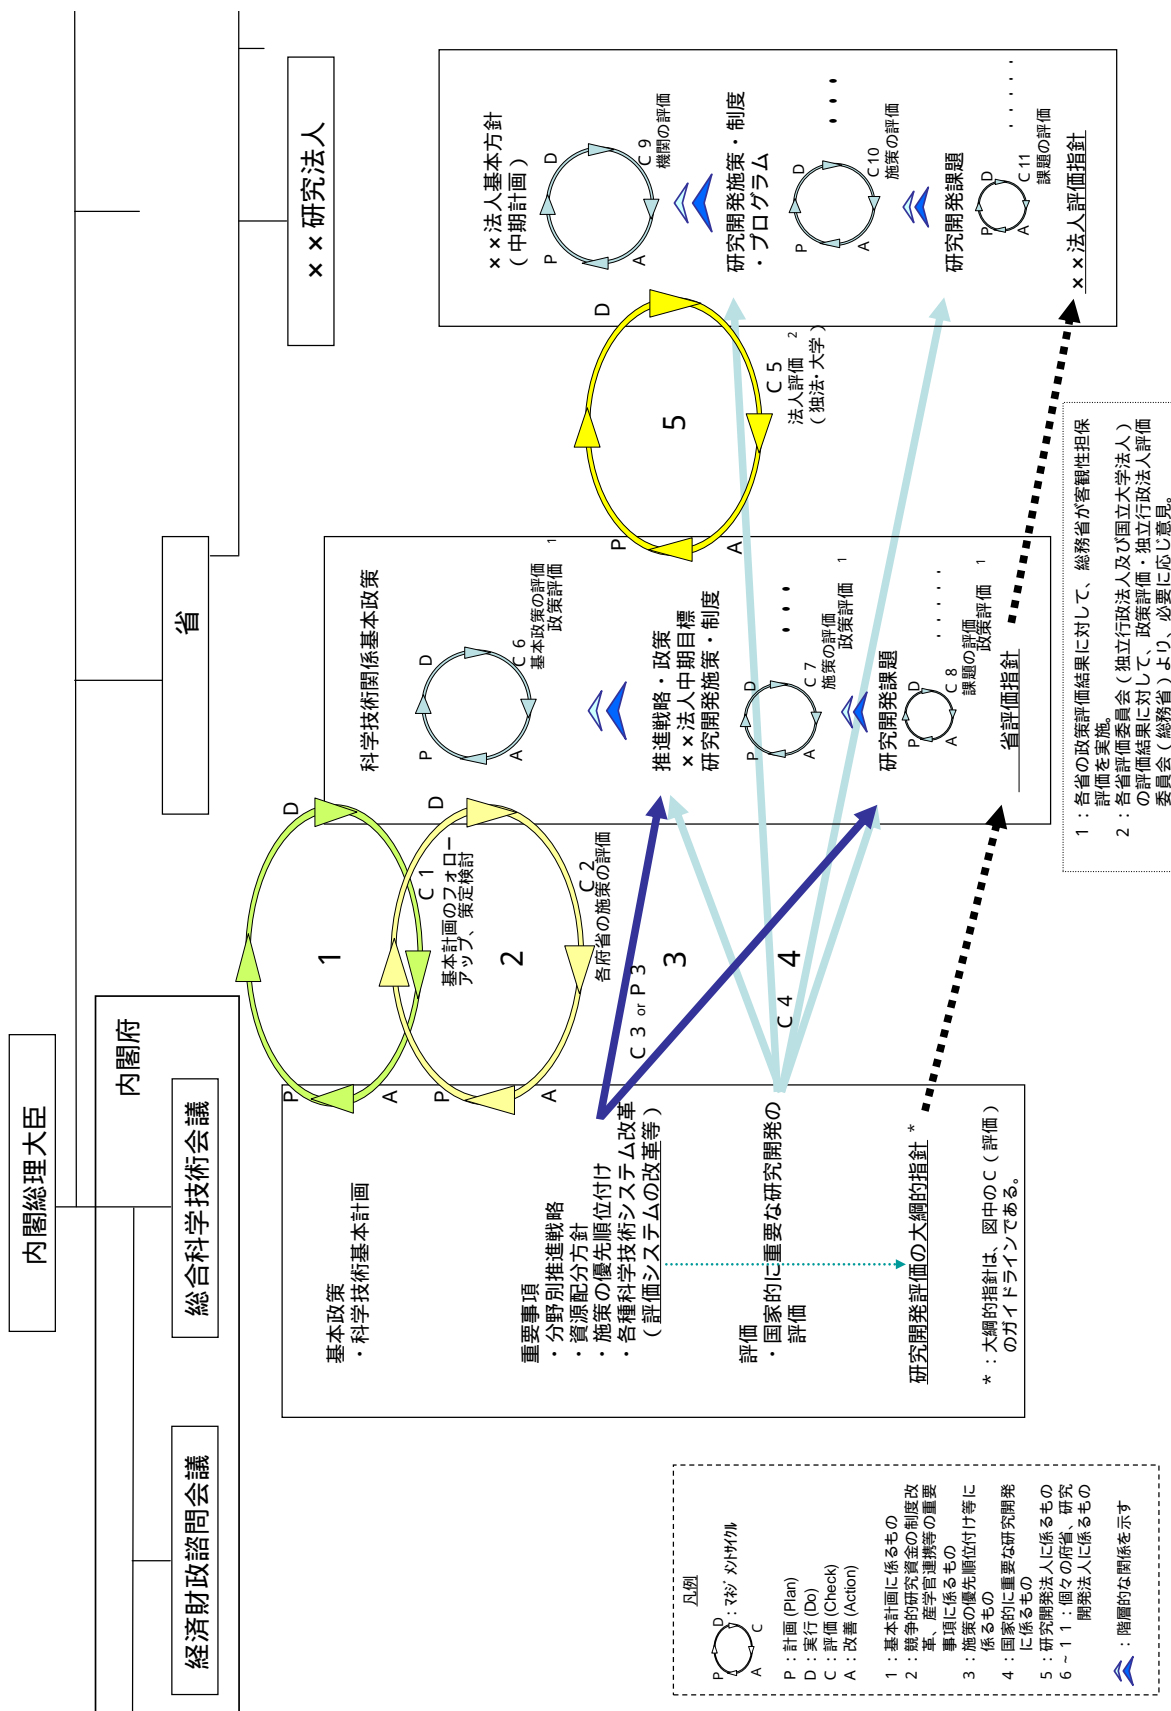 内閣総理大臣
内閣府
経済財政諮問会議
総合科学技術会議
省
××研究法人
基本政策
・科学技術基本計画
重要事項
・分野別推進戦略
・資源配分方針
・施策の優先順位付け
・各種科学技術システム改革
（評価システムの改革等）
評価
・国家的に重要な研究開発の
評価
研究開発評価の大綱的指針 *
*：大綱的指針は、図中のC（評価）
のガイドラインである。
P
D
A
1
C 1
基本計画のフォロー
アップ、策定検討
P
D
A
2
C 2
各府省の施策の評価
3
C 3 or P 3
4
C 4
科学技術関係基本政策
P
D
A
C 6
基本政策の評価
政策評価 1
推進戦略・政策
××法人中期目標
研究開発施策・制度
P
D
A
C 7
施策の評価
政策評価 1
・・・
研究開発課題
P
D
A
C 8
課題の評価
政策評価 1
・・・・・
省評価指針
P
D
A
5
C 5
法人評価 2
（独法・大学）
××法人基本方針
（中期計画）
P
D
A
C 9
機関の評価
研究開発施策・制度
・プログラム
P
D
A
C10
施策の評価
・・・
研究開発課題
P
D
A
C11
課題の評価
・・・・・
××法人評価指針
1：各省の政策評価結果に対して、総務省が客観性担保
評価を実施。
2：各省評価委員会（独立行政法人及び国立大学法人）
の評価結果に対して、政策評価・独立行政法人評価
委員会（総務省）より、必要に応じ意見。
凡例
P
D
A
C
：マネジメントサイクル
P：計画 (Plan)
D：実行 (Do)
C：評価 (Check)
A：改善 (Action)
1：基本計画に係るもの
2：競争的研究資金の制度改
革、産学官連携等の重要
事項に係るもの
3：施策の優先順位付け等に
係るもの
4：国家的に重要な研究開発
に係るもの
5：研究開発法人に係るもの
6～11：個々の府省、研究
開発法人に係るもの
：階層的な関係を示す